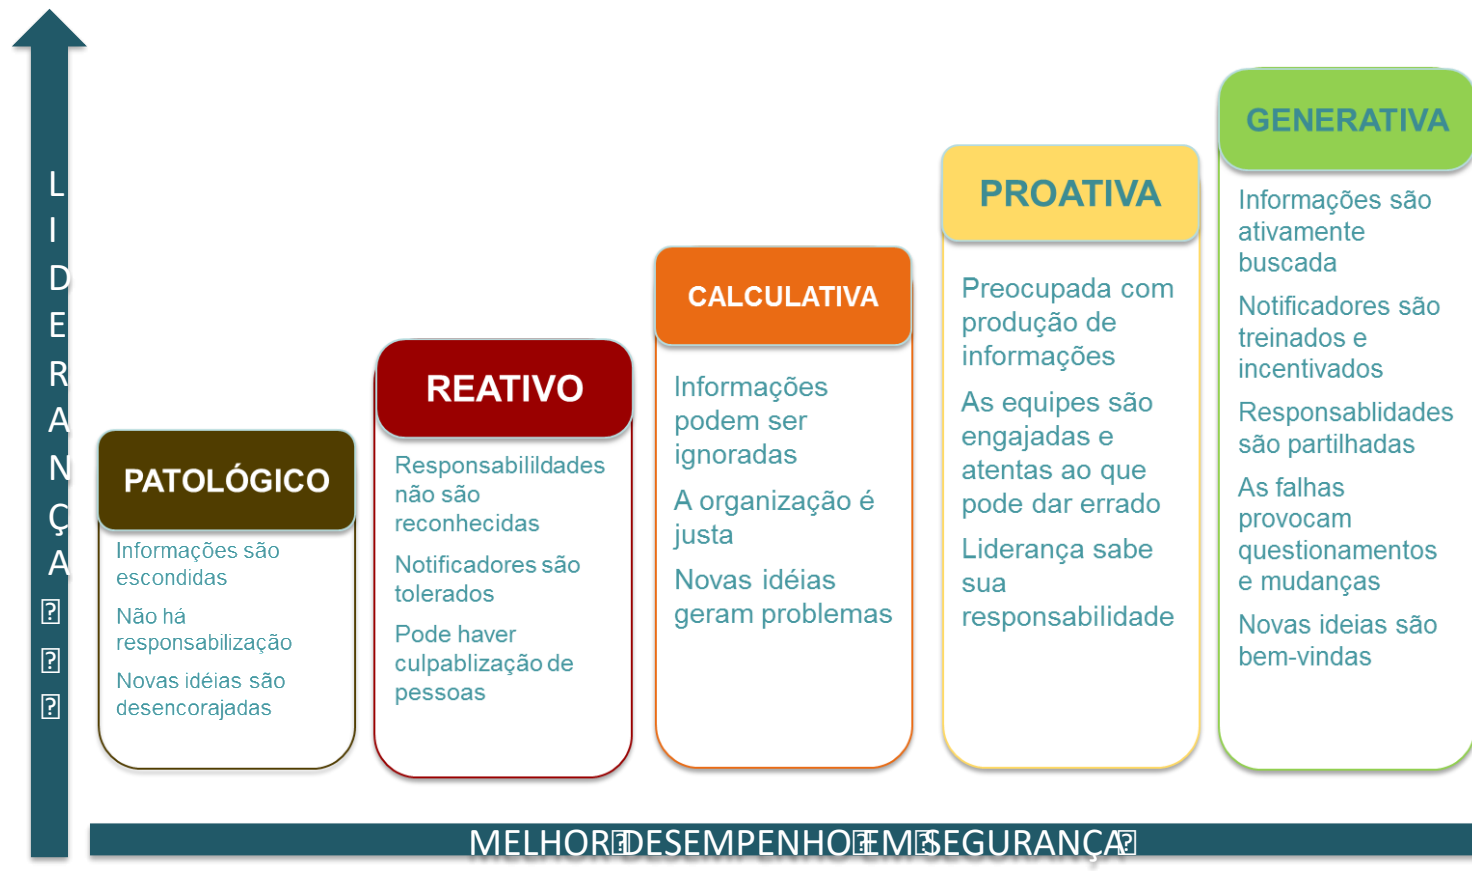 LIDERANÇA
PATOLÓGICO
Informações são
escondidas
Não há
responsabilização
Novas idéias são
desencorajadas
REATIVO
Responsabilildades
não são
reconhecidas
Notificadores são
tolerados
Pode haver
culpablização de
pessoas
CALCULATIVA
Informações
podem ser
ignoradas
A organização é
justa
Novas idéias
geram problemas
PROATIVA
Preocupada com
produção de
informações
As equipes são
engajadas e
atentas ao que
pode dar errado
Liderança sabe
sua
responsabilidade
GENERATIVA
Informações são
ativamente
buscada
Notificadores são
treinados e
incentivados
Responsablidades
são partilhadas
As falhas
provocam
questionamentos
e mudanças
Novas ideias são
bem-vindas
MELHOR DESEMPENHO EM SEGURANÇA